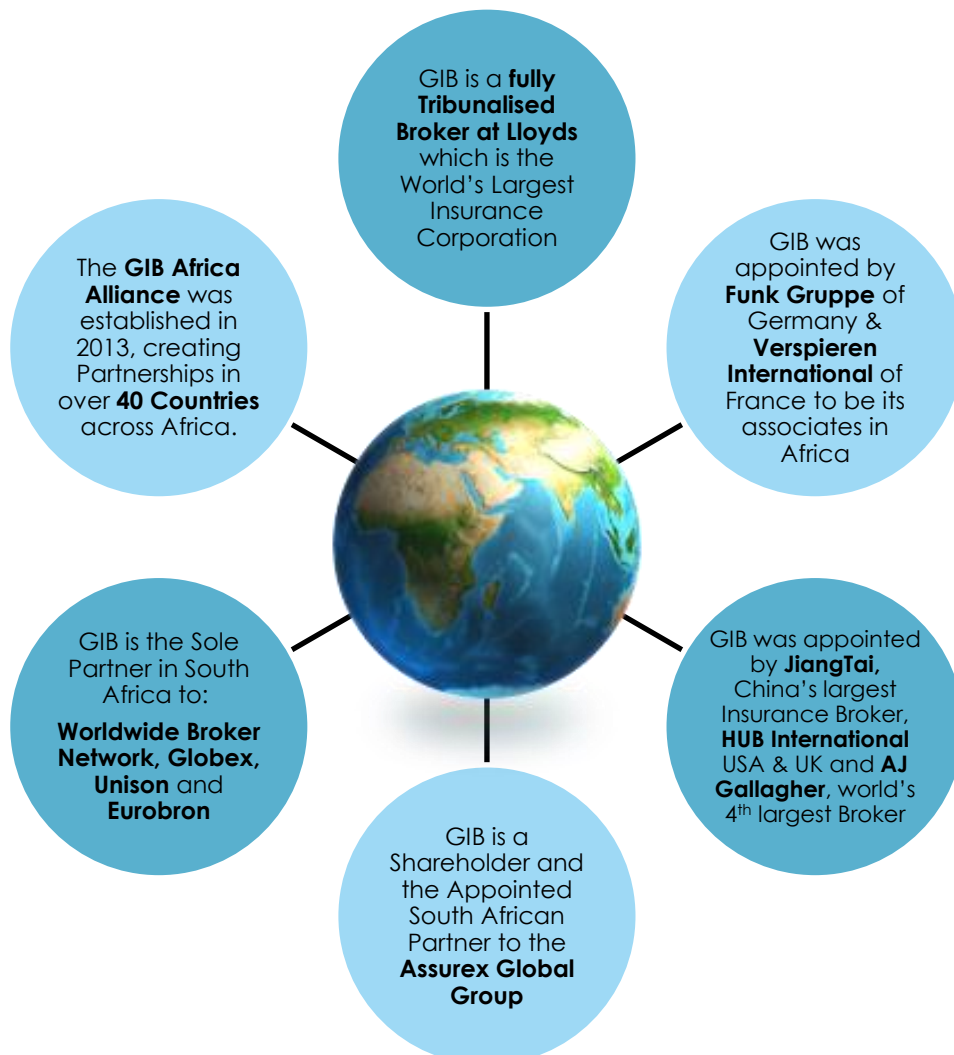 GIB is a fully
Tribunalised
Broker at Lloyds
which is the
World’s Largest
Insurance
Corporation
GIB was
appointed by
Funk Gruppe of
Germany &
Verspieren
International of
France to be its
associates in
Africa
GIB was appointed
by JiangTai,
China’s largest
Insurance Broker,
HUB International
USA & UK and AJ
Gallagher, world’s
4th largest Broker
GIB is a
Shareholder and
the Appointed
South African
Partner to the
Assurex Global
Group
GIB is the Sole
Partner in South
Africa to:
Worldwide Broker
Network, Globex,
Unison and
Eurobron
The GIB Africa
Alliance was
established in
2013, creating
Partnerships in
over 40 Countries
across Africa.